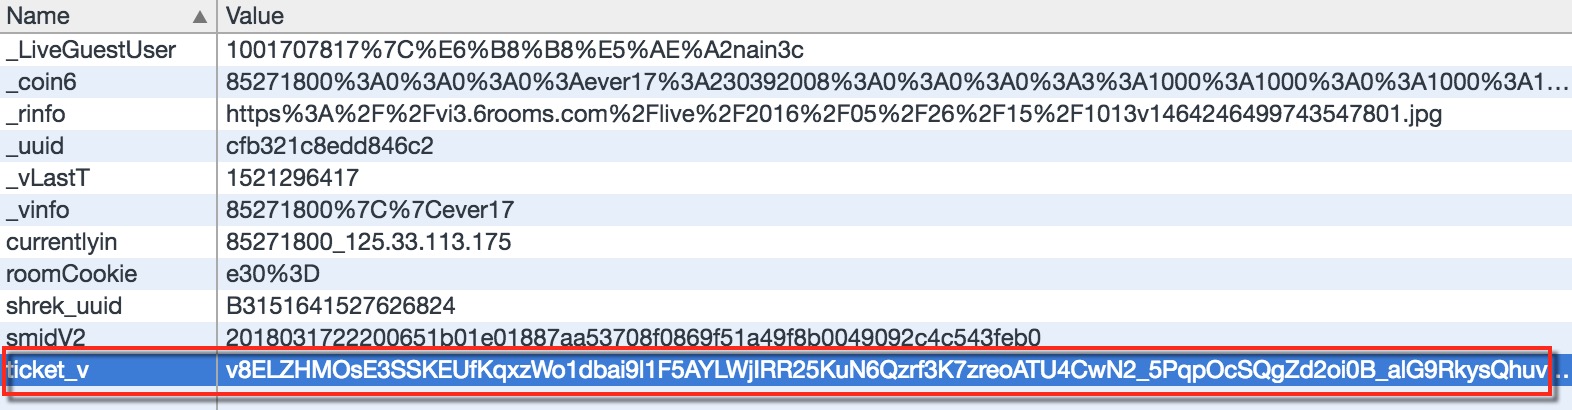 Name Value
_LiveGuestUser 1001707817%7C%E6%B8%B8%E5%AE%A2nain3c
_coin6 85271800%3A0%3A0%3A0%3Aever17%3A230392008%3A0%3A0%3A0%3A3%3A1000%3A1000%3A0%3A1000%3A1...
_rinfo https%3A%2F%2Fvi3.6rooms.com%2Flive%2F2016%2F05%2F26%2F15%2F1013v1464246499743547801.jpg
_uuid cfb321c8edd846c2
_vLastT 1521296417
_vinfo 85271800%7C%7Cever17
currentlyin 85271800_125.33.113.175
roomCookie e30%3D
shrek_uuid B3151641527626824
smidV2 2018031722200651b01e01887aa53708f0869f51a49f8b0049092c4c543feb0
ticket_v